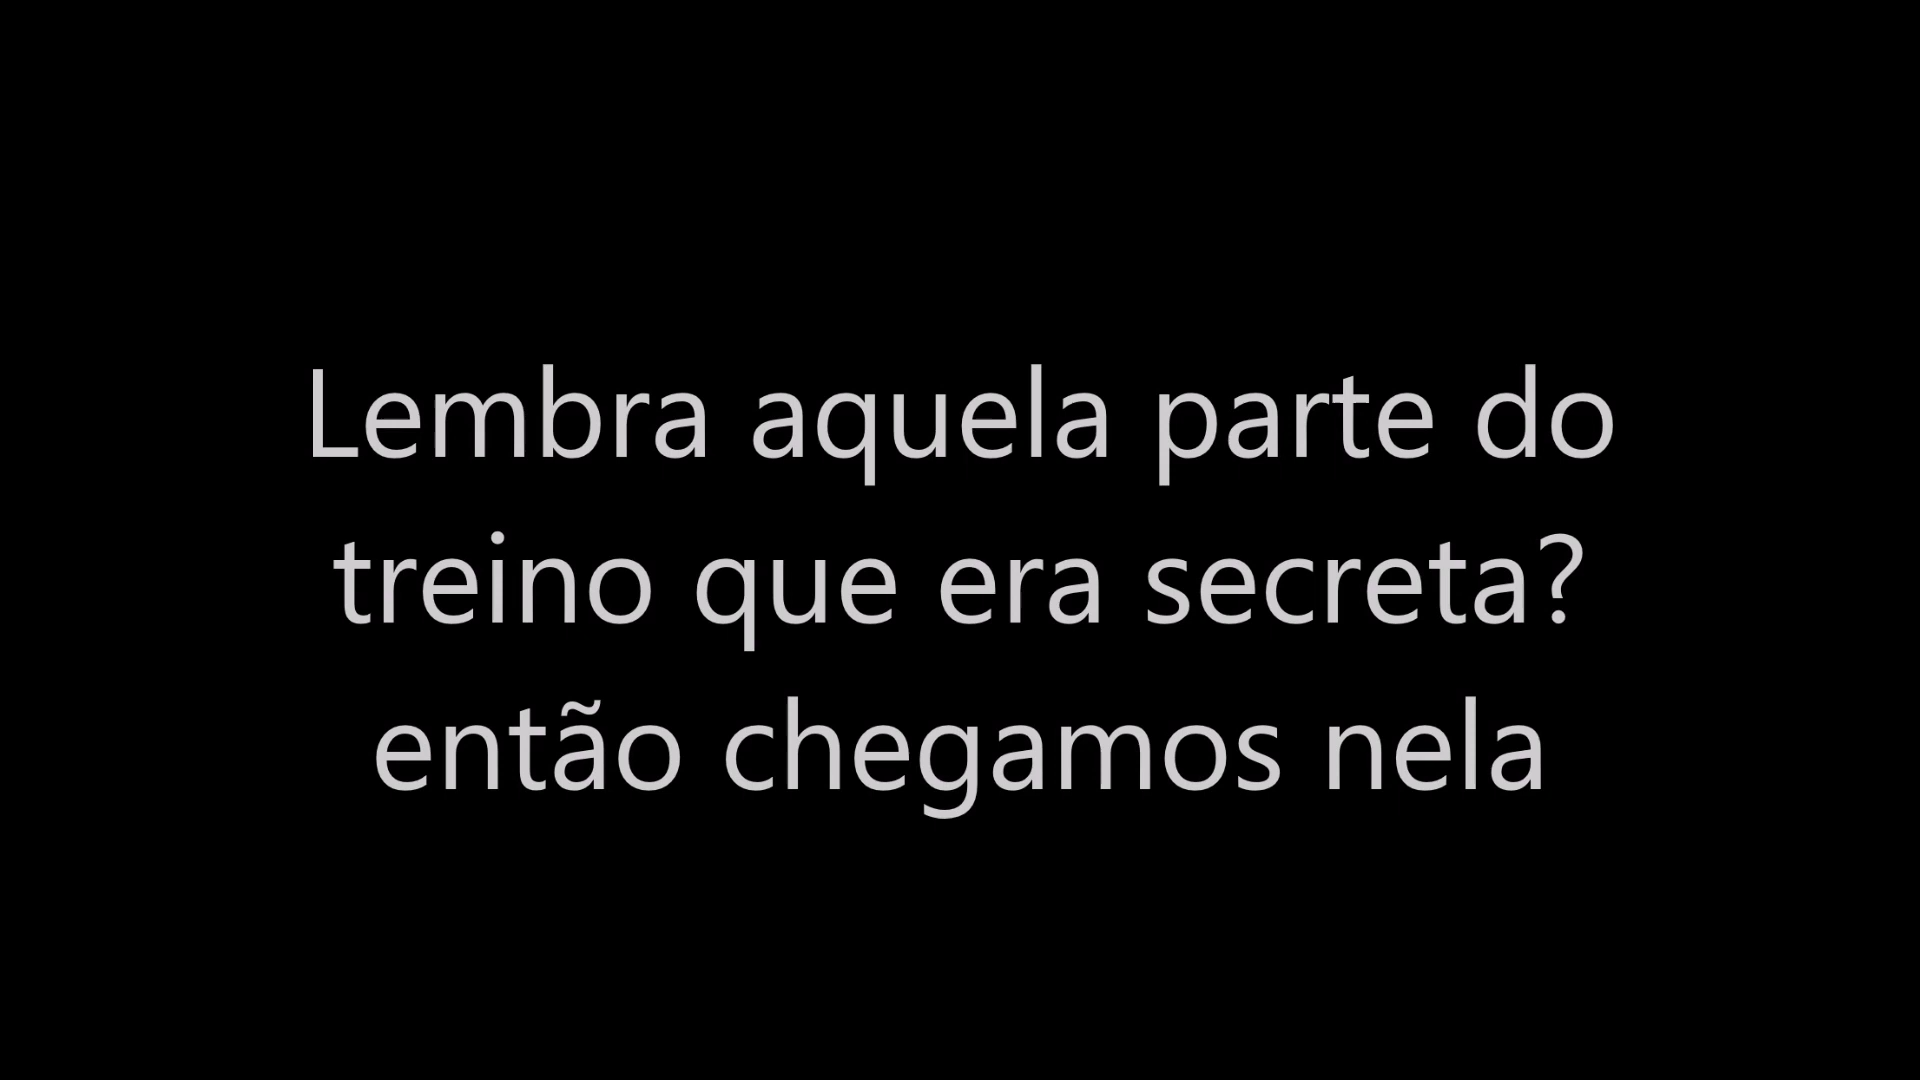 Lembra aquela parte do
treino que era secreta?
então chegamos nela